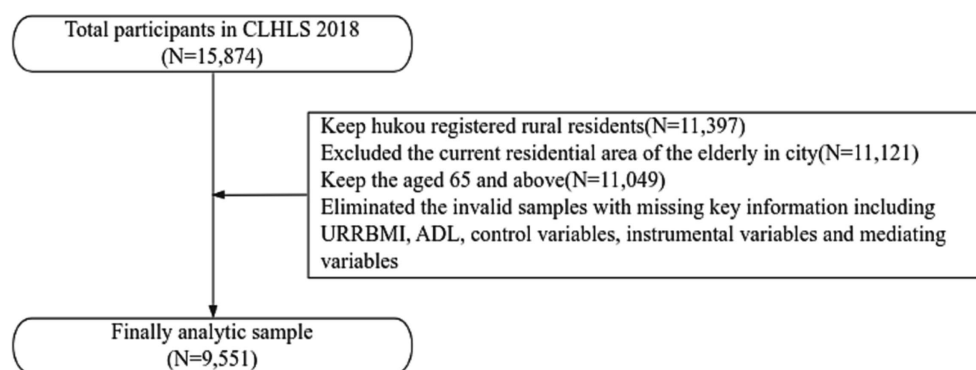 Total participants in CLHLS 2018
(N=15,874)
Keep hukou registered rural residents(N=11,397)
Excluded the current residential area of the elderly in city(N=11,121)
Keep the aged 65 and above(N=11,049)
Eliminated the invalid samples with missing key information including
URRBMI, ADL, control variables, instrumental variables and mediating
variables
Finally analytic sample
(N=9,551)